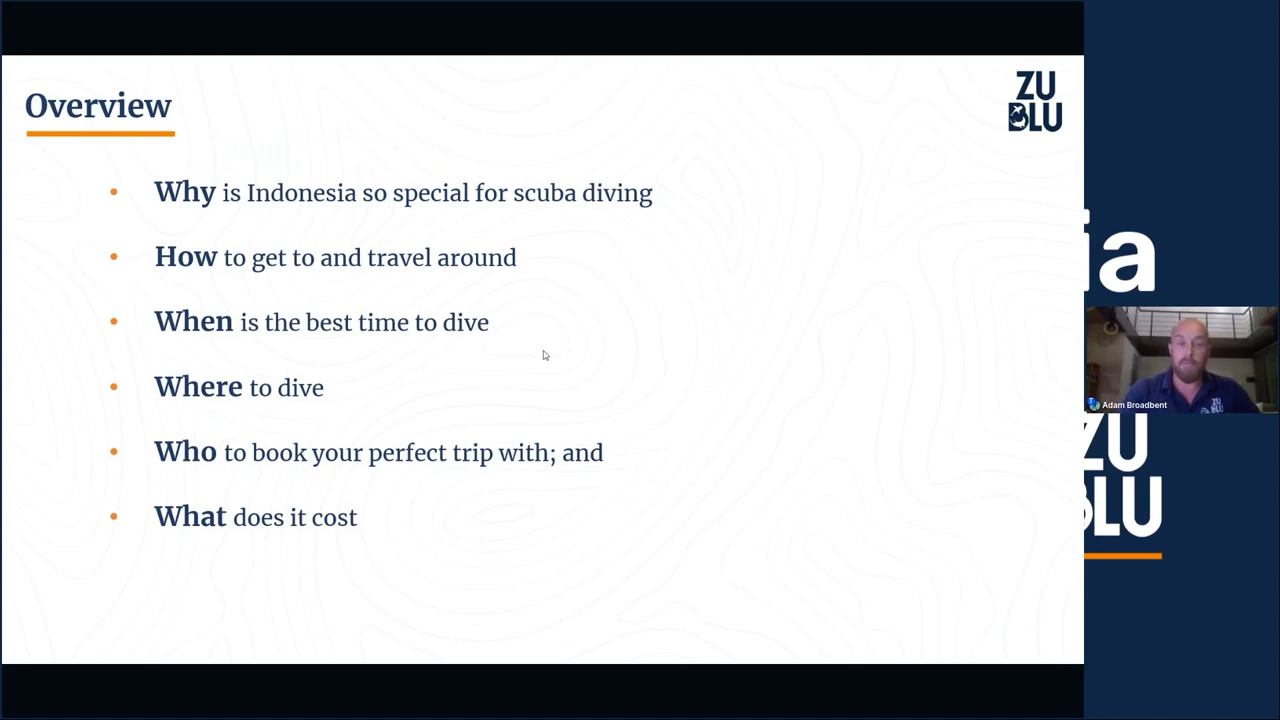 Overview
ZU
BLU
Why is Indonesia so special for scuba diving
How to get to and travel around
When is the best time to dive
Where to dive
Who to book your perfect trip with; and
What does it cost
ia
Adam Broadbent
ZU
BLU
ZU
BLU